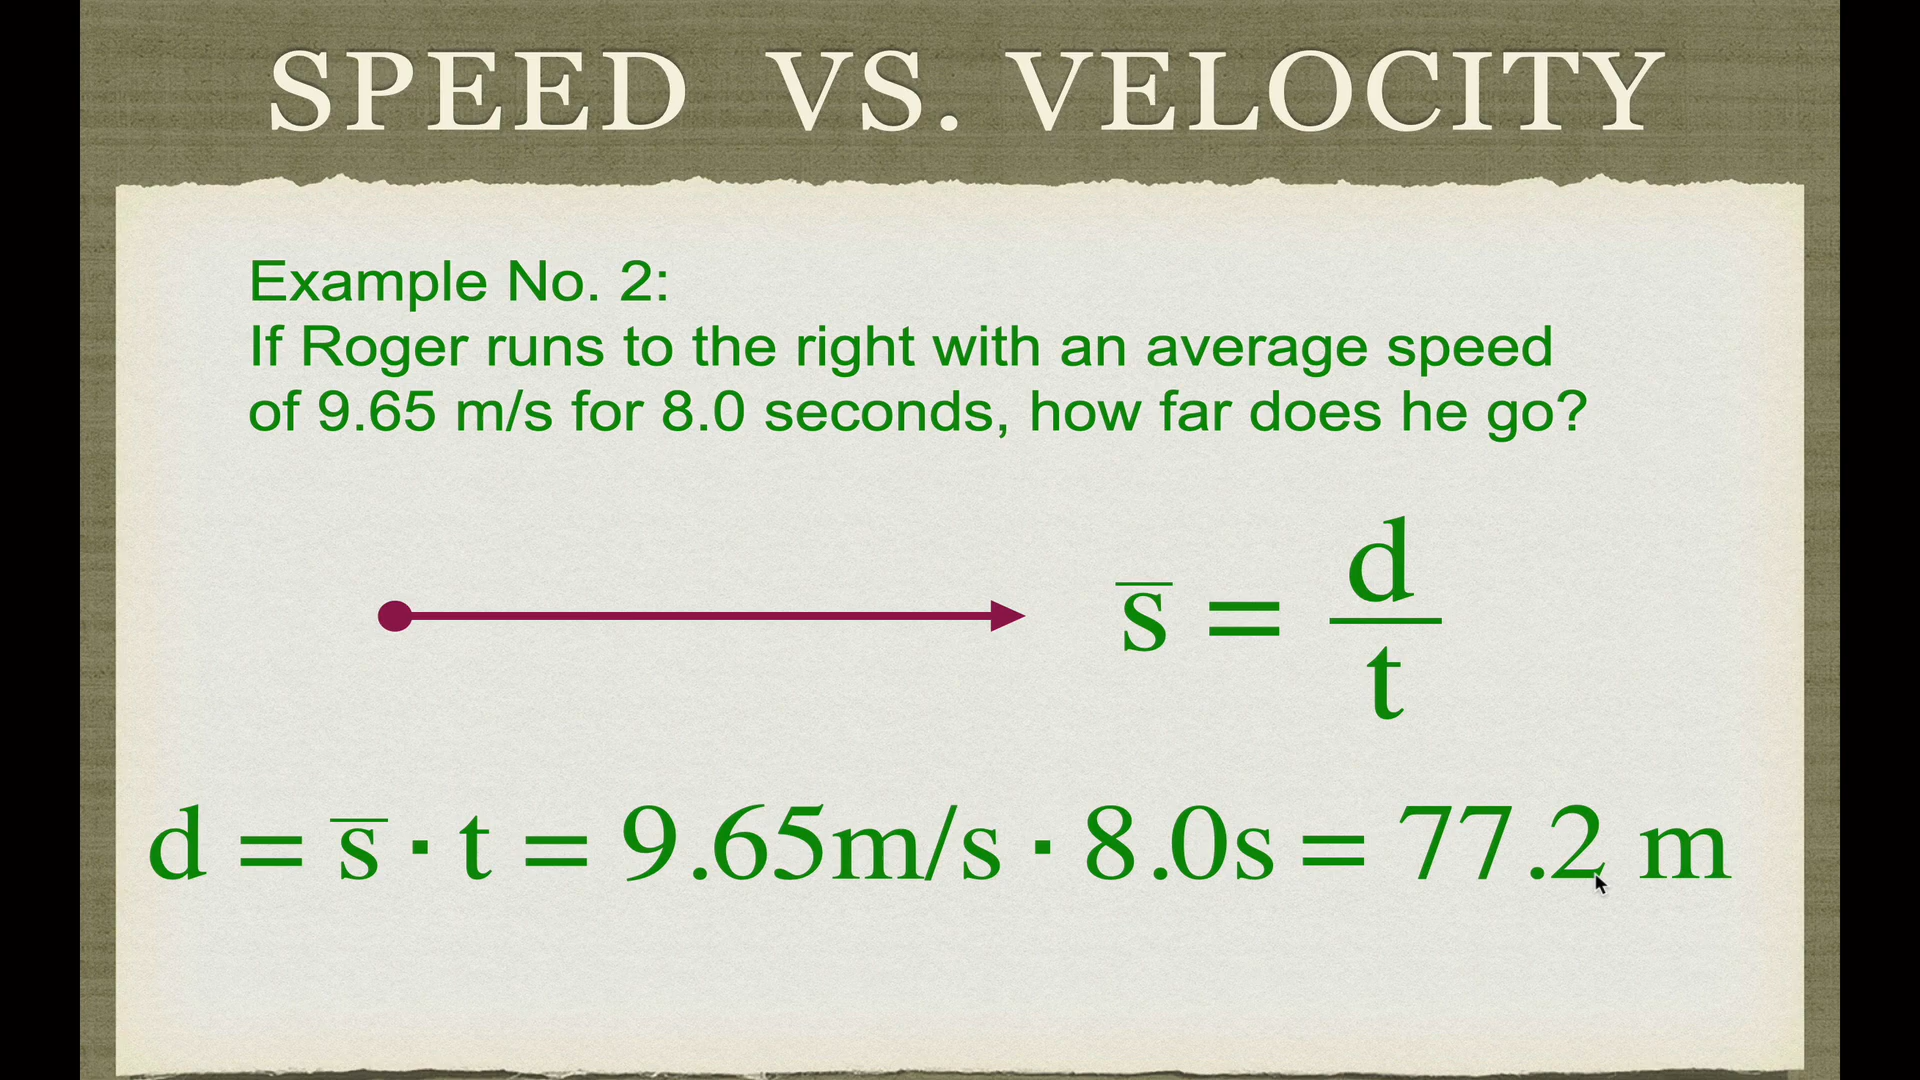 SPEED VS. VELOCITY
Example No. 2:
If Roger runs to the right with an average speed
of 9.65 m/s for 8.0 seconds, how far does he go?
s̅ = d/t
d = s̅ · t = 9.65m/s · 8.0s = 77.2 m